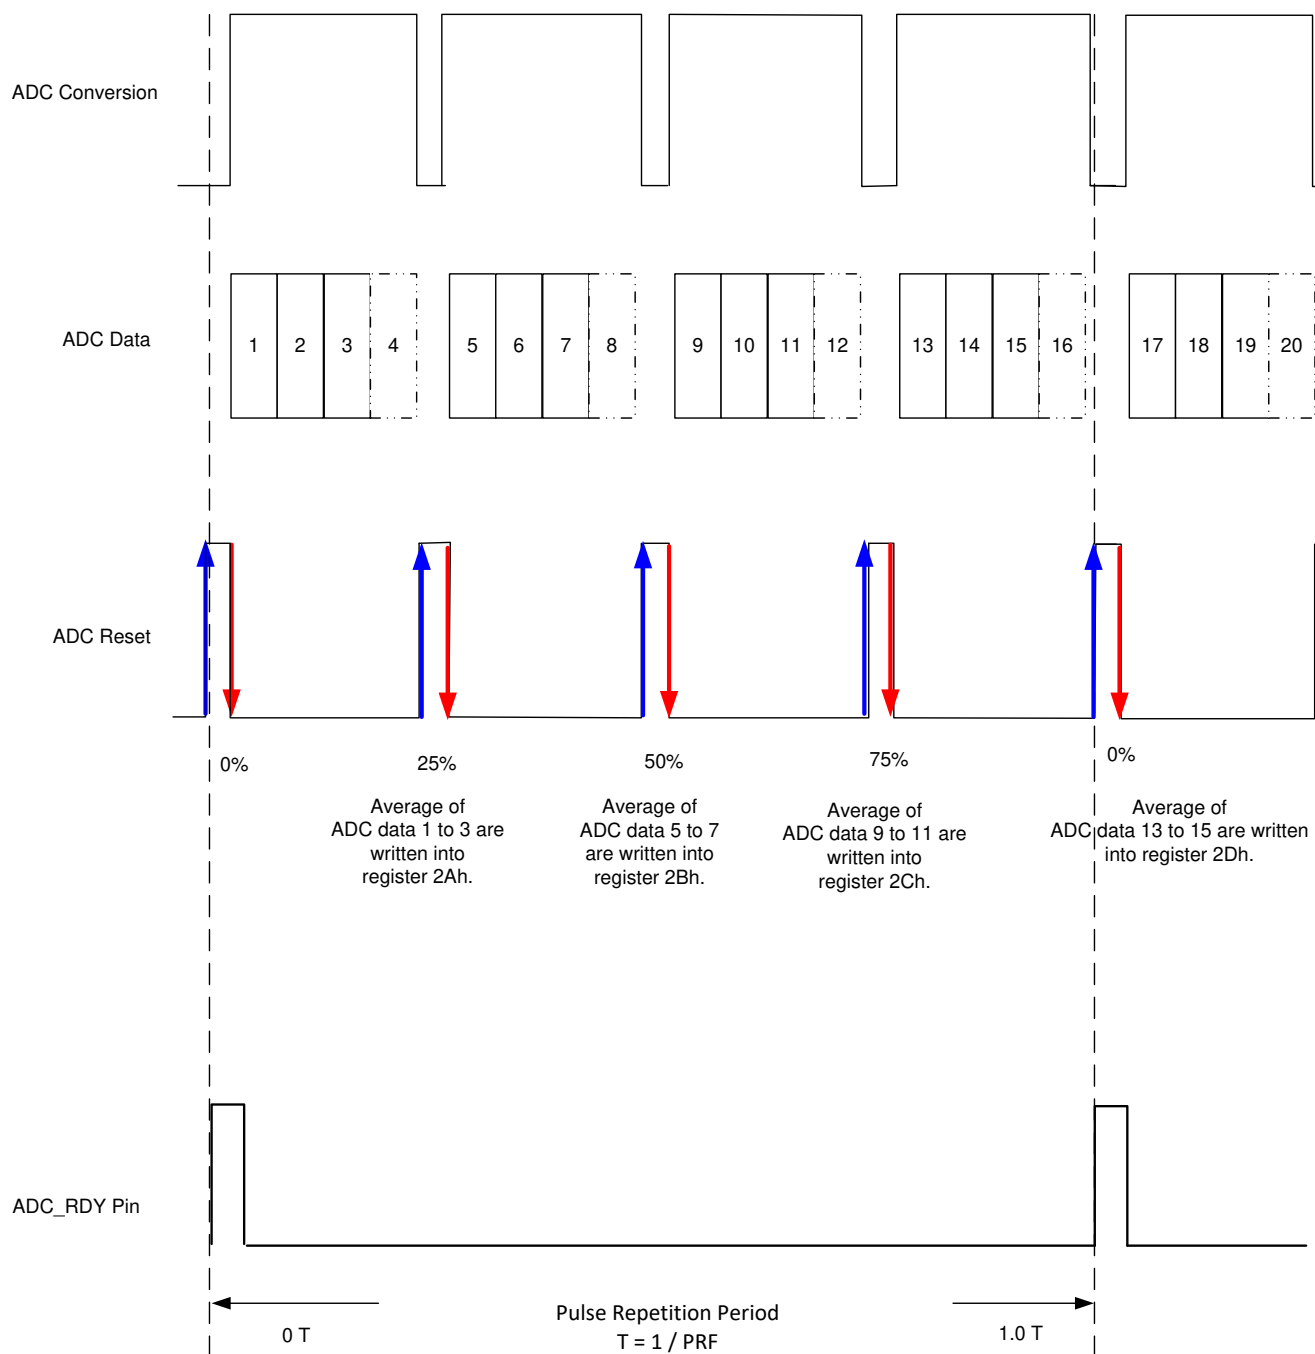 ADC Conversion
ADC Data
1 2 3 4 5 6 7 8 9 10 11 12 13 14 15 16 17 18 19 20
ADC Reset
0% 25% 50% 75% 0%
Average of
ADC data 1 to 3 are
written into
register 2Ah.
Average of
ADC data 5 to 7
are written into
register 2Bh.
Average of
ADC data 9 to 11 are
written into
register 2Ch.
Average of
ADC data 13 to 15 are written
into register 2Dh.
ADC_RDY Pin
0 T
Pulse Repetition Period
T = 1 / PRF
1.0 T